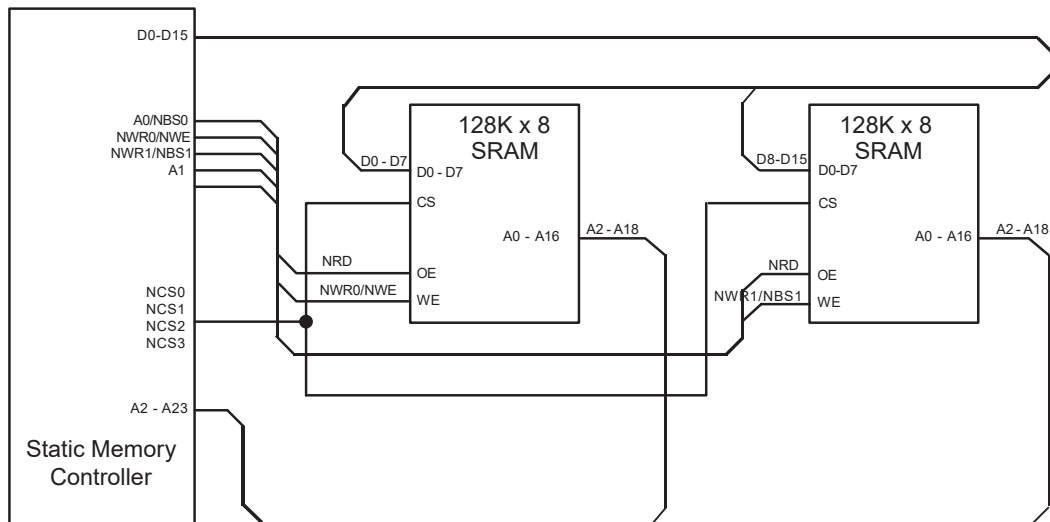 D0-D15
A0/NBS0
NWR0/NWE
NWR1/NBS1
A1
NCS0
NCS1
NCS2
NCS3
A2 - A23
Static Memory
Controller
128K x 8
SRAM
D0 - D7
D0 - D7
CS
A0 - A16
A2 - A18
NRD
OE
NWR0/NWE
WE
128K x 8
SRAM
D8-D15
D0-D7
CS
A0 - A16
A2 - A18
NRD
OE
NWR1/NBS1
WE